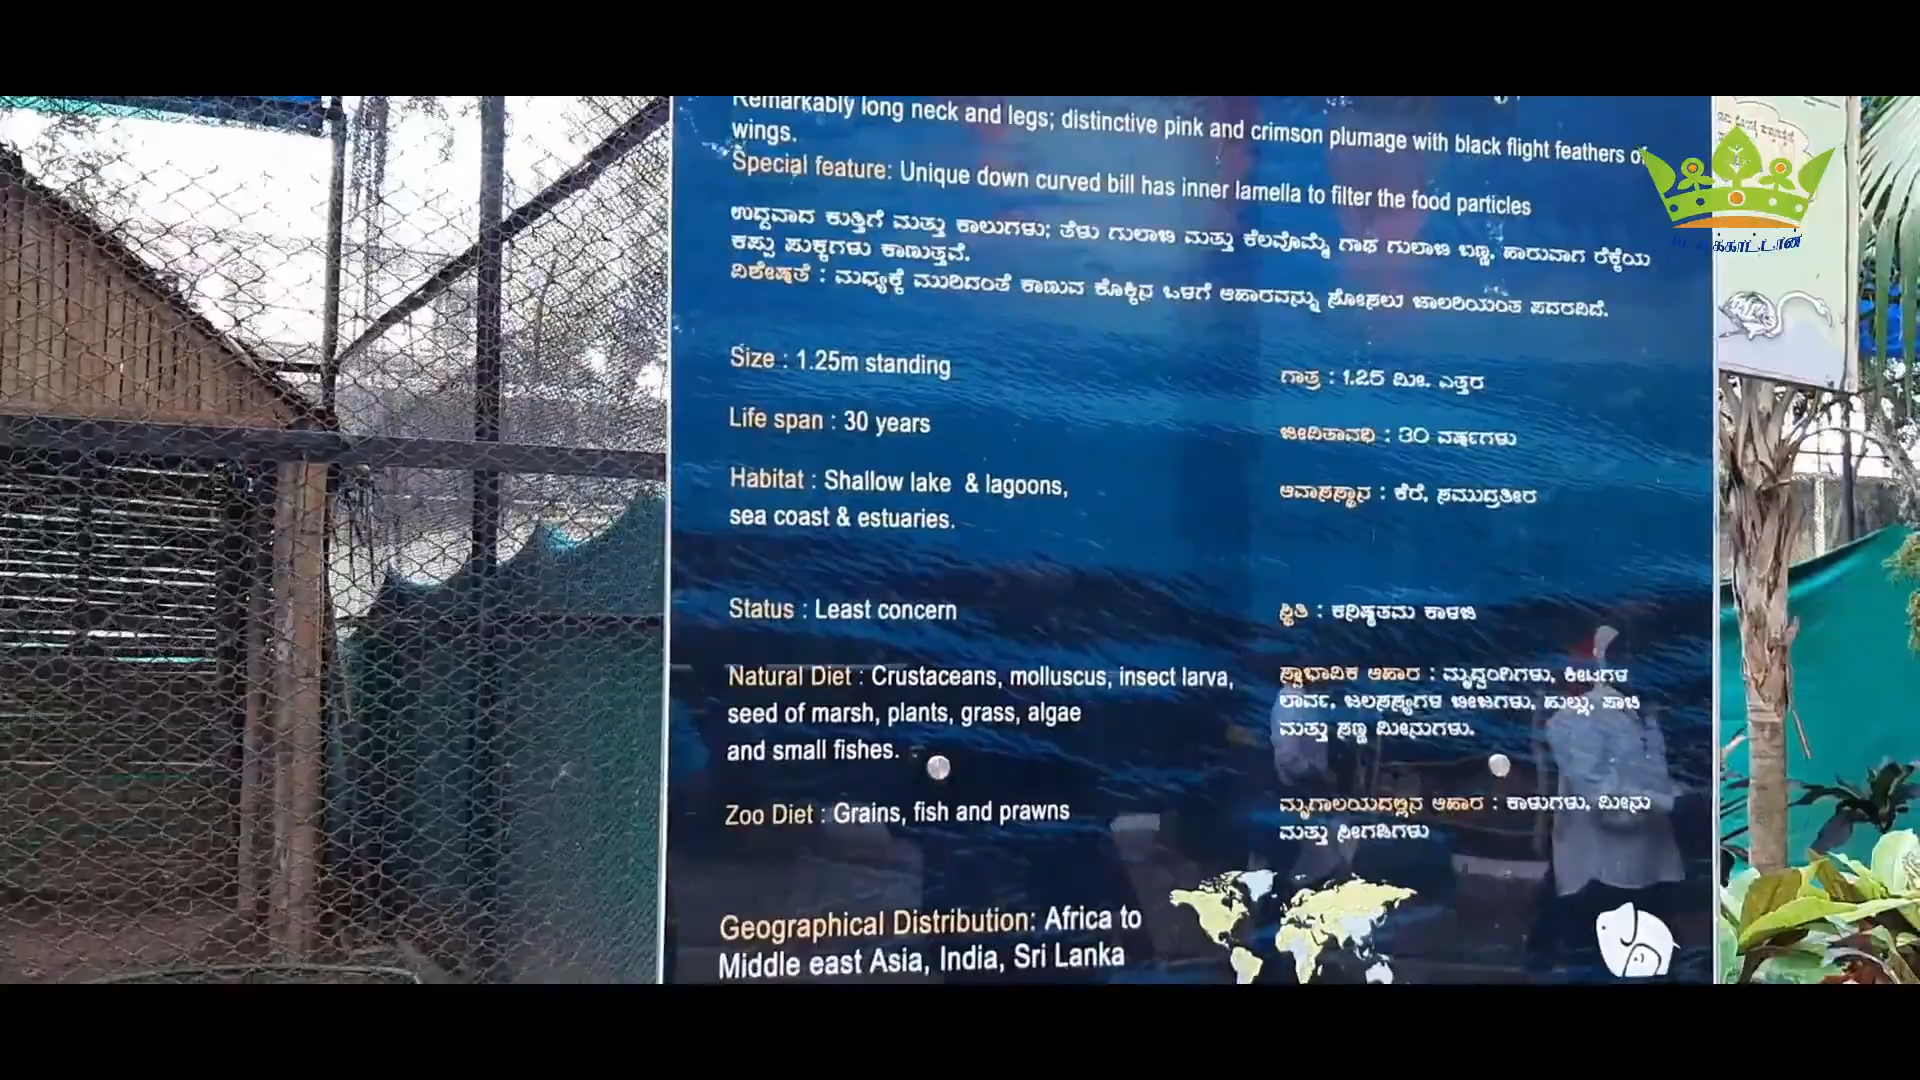 Remarkably long neck and legs; distinctive pink and crimson plumage with black flight feathers of
wings.
Special feature: Unique down curved bill has inner lamella to filter the food particles
ಉದ್ದವಾದ ಕುತ್ತಿಗೆ ಮತ್ತು ಕಾಲುಗಳು; ತೆಳು ಗುಲಾಬಿ ಮತ್ತು ಕೆಲವೊಮ್ಮೆ ಗಾಢ ಗುಲಾಬಿ ಬಣ್ಣ. ಹಾರುವಾಗ ರೆಕ್ಕೆಯ
ಕಪ್ಪು ಪುಕ್ಕಗಳು ಕಾಣುತ್ತವೆ.
ವಿಶೇಷತೆ : ಮಧ್ಯಕ್ಕೆ ಮುರಿದಂತೆ ಕಾಣುವ ಕೊಕ್ಕಿನ ಒಳಗೆ ಆಹಾರವನ್ನು ಸೋಸಲು ಜಾಲರಿಯಂತ ಪದರವಿದೆ.
Size : 1.25m standing
ಗಾತ್ರ : 1.25 ಮೀ. ಎತ್ತರ
Life span : 30 years
ಜೀವಿತಾವಧಿ : 30 ವರ್ಷಗಳು
Habitat : Shallow lake & lagoons,
sea coast & estuaries.
ಆವಾಸಸ್ಥಾನ : ಕೆರೆ, ಸಮುದ್ರತೀರ
Status : Least concern
ಸ್ಥಿತಿ : ಕನಿಷ್ಠತಮ ಕಾಳಜಿ
Natural Diet : Crustaceans, molluscus, insect larva,
seed of marsh, plants, grass, algae
and small fishes.
ಸ್ವಾಭಾವಿಕ ಆಹಾರ : ಮೃದ್ವಂಗಿಗಳು, ಕೀಟಗಳ
ಲಾರ್ವ, ಜಲಸಸ್ಯಗಳ ಬೀಜಗಳು, ಹುಲ್ಲು, ಪಾಚಿ
ಮತ್ತು ಸಣ್ಣ ಮೀನುಗಳು.
Zoo Diet : Grains, fish and prawns
ಮೃಗಾಲಯದಲ್ಲಿನ ಆಹಾರ : ಕಾಳುಗಳು, ಮೀನು
ಮತ್ತು ಸೀಗಡಿಗಳು
Geographical Distribution: Africa to
Middle east Asia, India, Sri Lanka